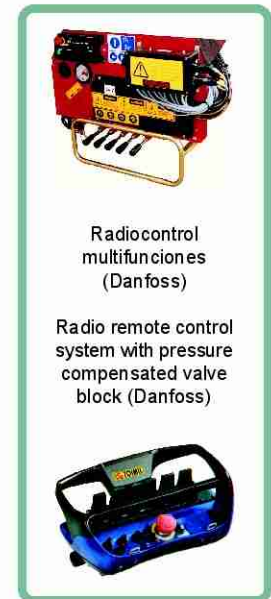 Radiocontrol
multifunciones
(Danfoss)
Radio remote control
system with pressure
compensated valve
block (Danfoss)